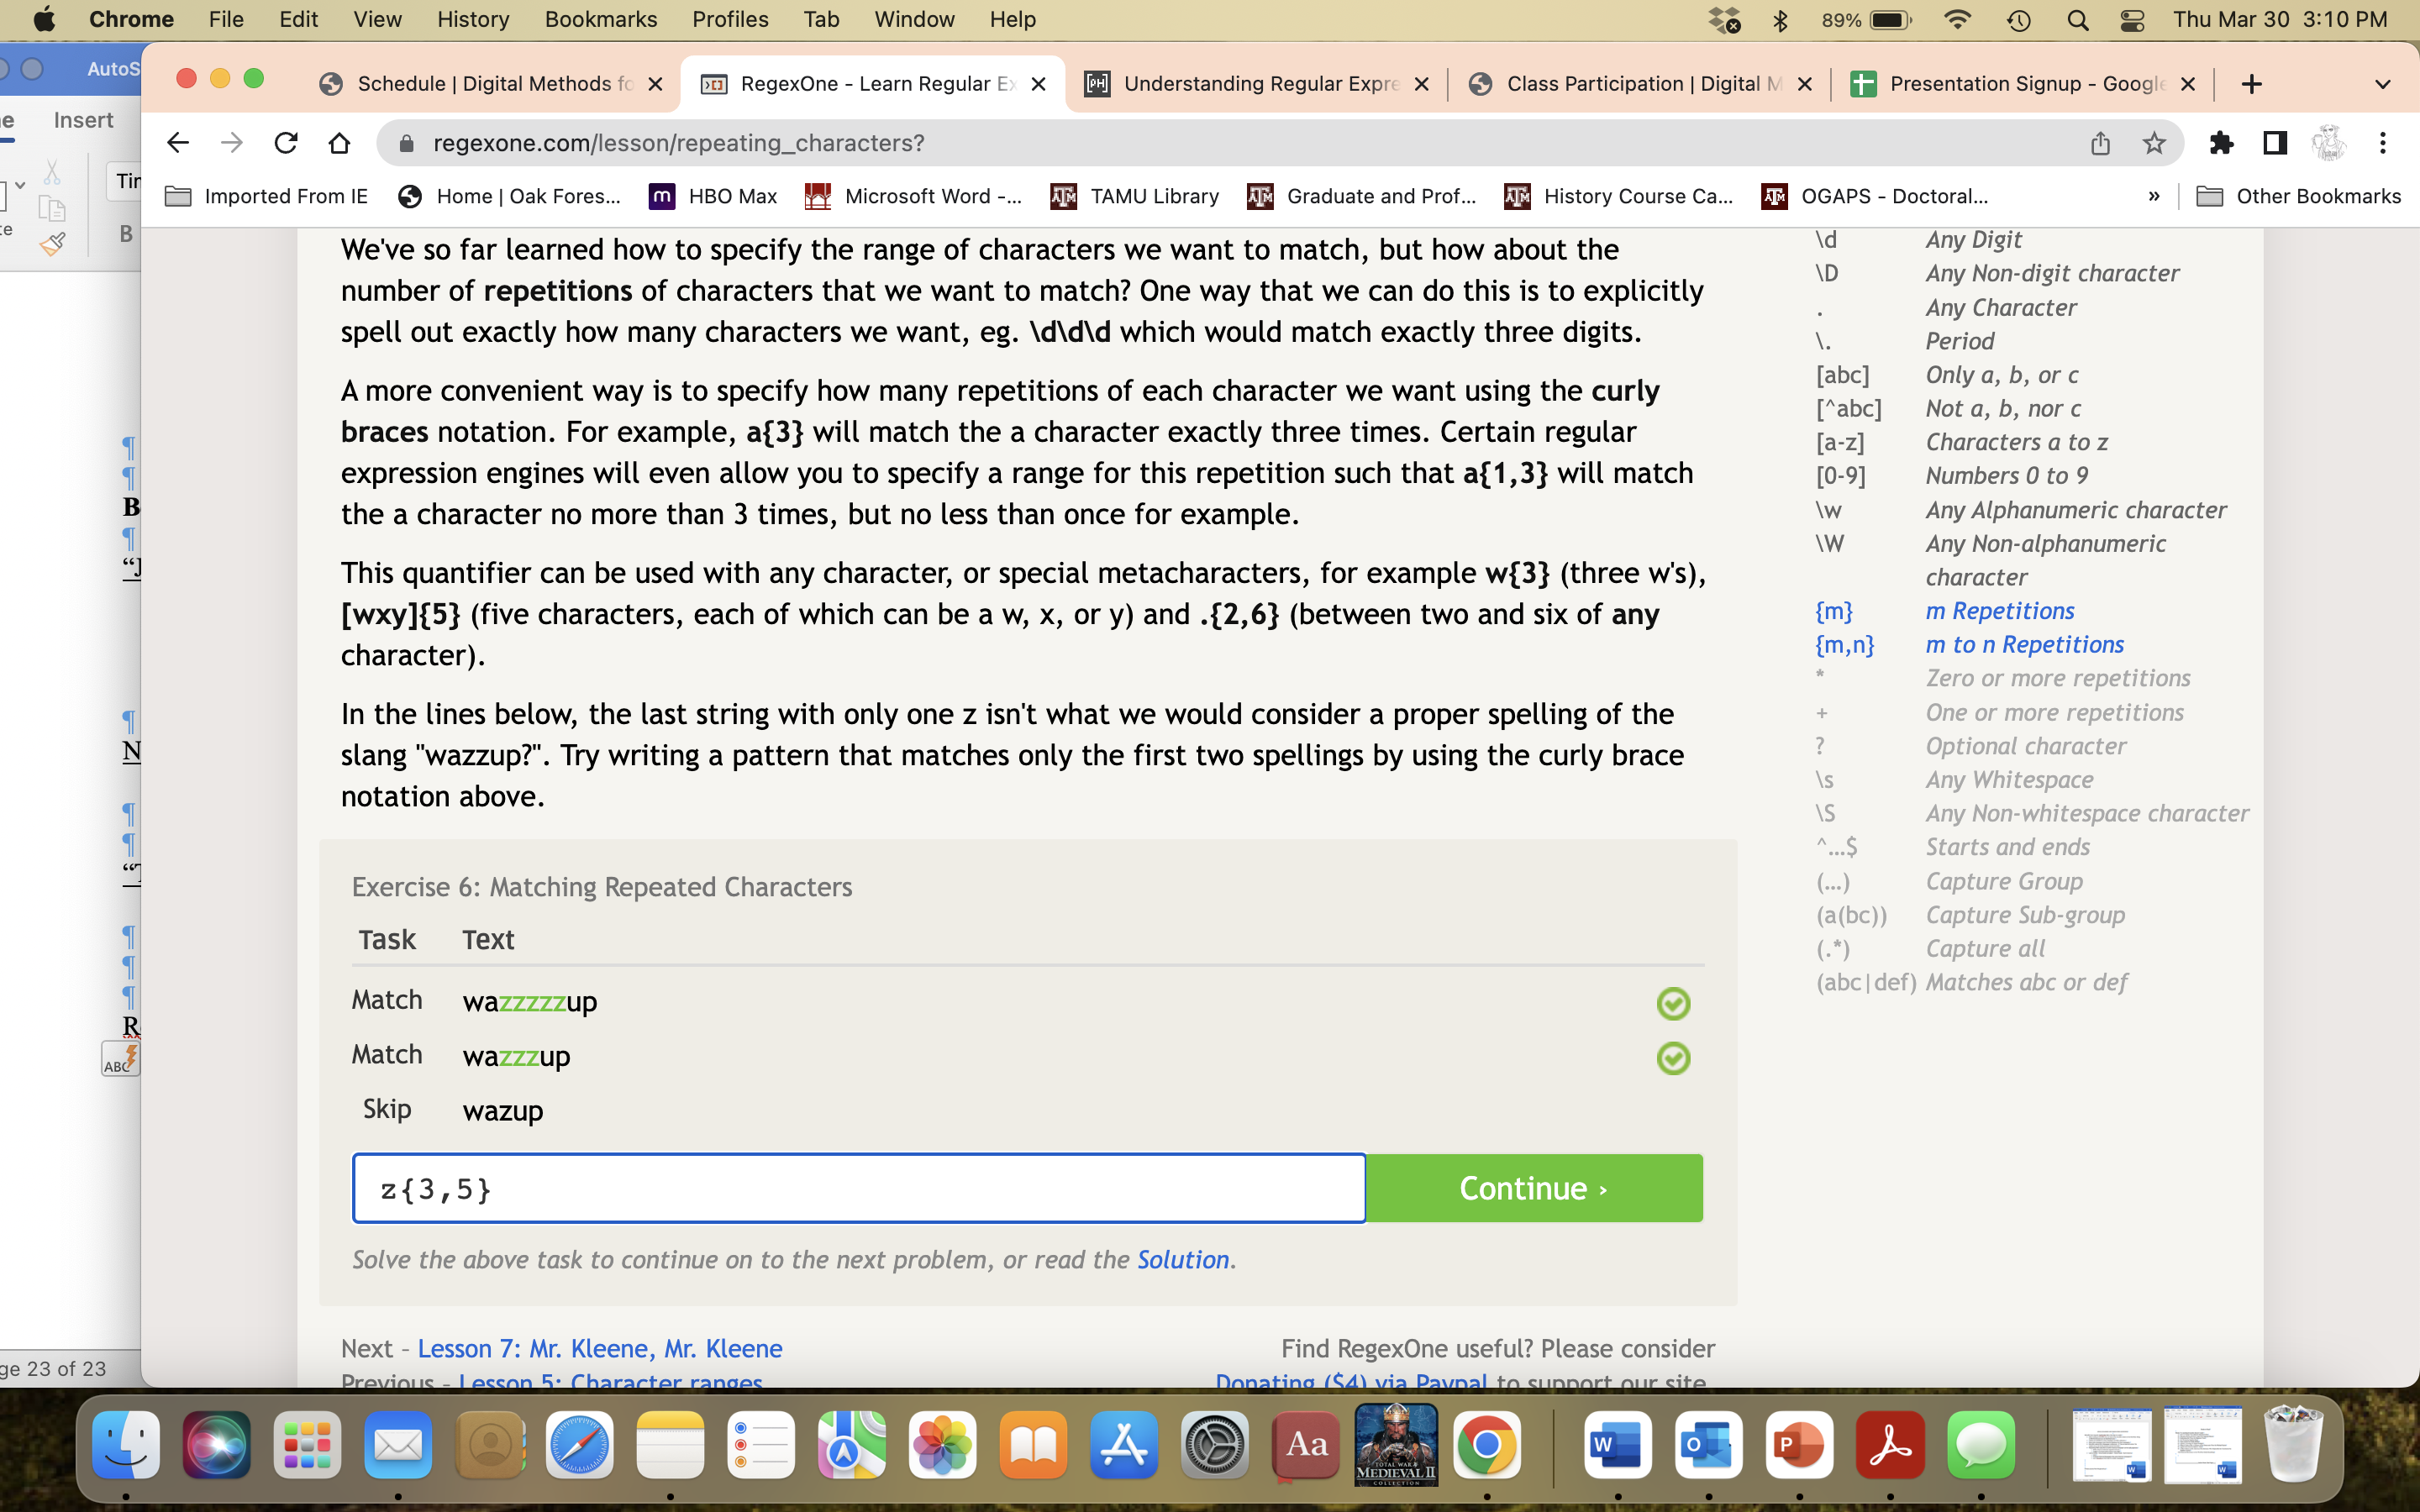 Chrome File Edit View History Bookmarks Profiles Tab Window Help 89% Thu Mar 30 3:10 PM
AutoS
Schedule | Digital Methods fo
RegexOne - Learn Regular Ex
Understanding Regular Expre
Class Participation | Digital M
Presentation Signup - Google
Insert
regexone.com/lesson/repeating_characters?
Tin
B
Imported From IE Home | Oak Fores... HBO Max Microsoft Word -... TAMU Library Graduate and Prof... History Course Ca... OGAPS - Doctoral... » Other Bookmarks
We've so far learned how to specify the range of characters we want to match, but how about the
number of repetitions of characters that we want to match? One way that we can do this is to explicitly
spell out exactly how many characters we want, eg. \d\d\d which would match exactly three digits.
A more convenient way is to specify how many repetitions of each character we want using the curly
braces notation. For example, a{3} will match the a character exactly three times. Certain regular
expression engines will even allow you to specify a range for this repetition such that a{1,3} will match
the a character no more than 3 times, but no less than once for example.
This quantifier can be used with any character, or special metacharacters, for example w{3} (three w's),
[wxy]{5} (five characters, each of which can be a w, x, or y) and .{2,6} (between two and six of any
character).
In the lines below, the last string with only one z isn't what we would consider a proper spelling of the
slang "wazzup?". Try writing a pattern that matches only the first two spellings by using the curly brace
notation above.
Exercise 6: Matching Repeated Characters
Task Text
Match wazzzzzup
Match wazzzup
Skip wazup
z{3,5}
Continue ›
Solve the above task to continue on to the next problem, or read the Solution.
Next – Lesson 7: Mr. Kleene, Mr. Kleene
Previous – Lesson 5: Character ranges
Find RegexOne useful? Please consider
Donating ($4) via Paypal to support our site.
\d Any Digit
\D Any Non-digit character
. Any Character
\. Period
[abc] Only a, b, or c
[^abc] Not a, b, nor c
[a-z] Characters a to z
[0-9] Numbers 0 to 9
\w Any Alphanumeric character
\W Any Non-alphanumeric
character
{m} m Repetitions
{m,n} m to n Repetitions
* Zero or more repetitions
+ One or more repetitions
? Optional character
\s Any Whitespace
\S Any Non-whitespace character
^…$ Starts and ends
(…) Capture Group
(a(bc)) Capture Sub-group
(.*) Capture all
(abc|def) Matches abc or def
ABC
ge 23 of 23
Aa
TOTAL WAR
MEDIEVAL II
COLLECTION
W
O
P